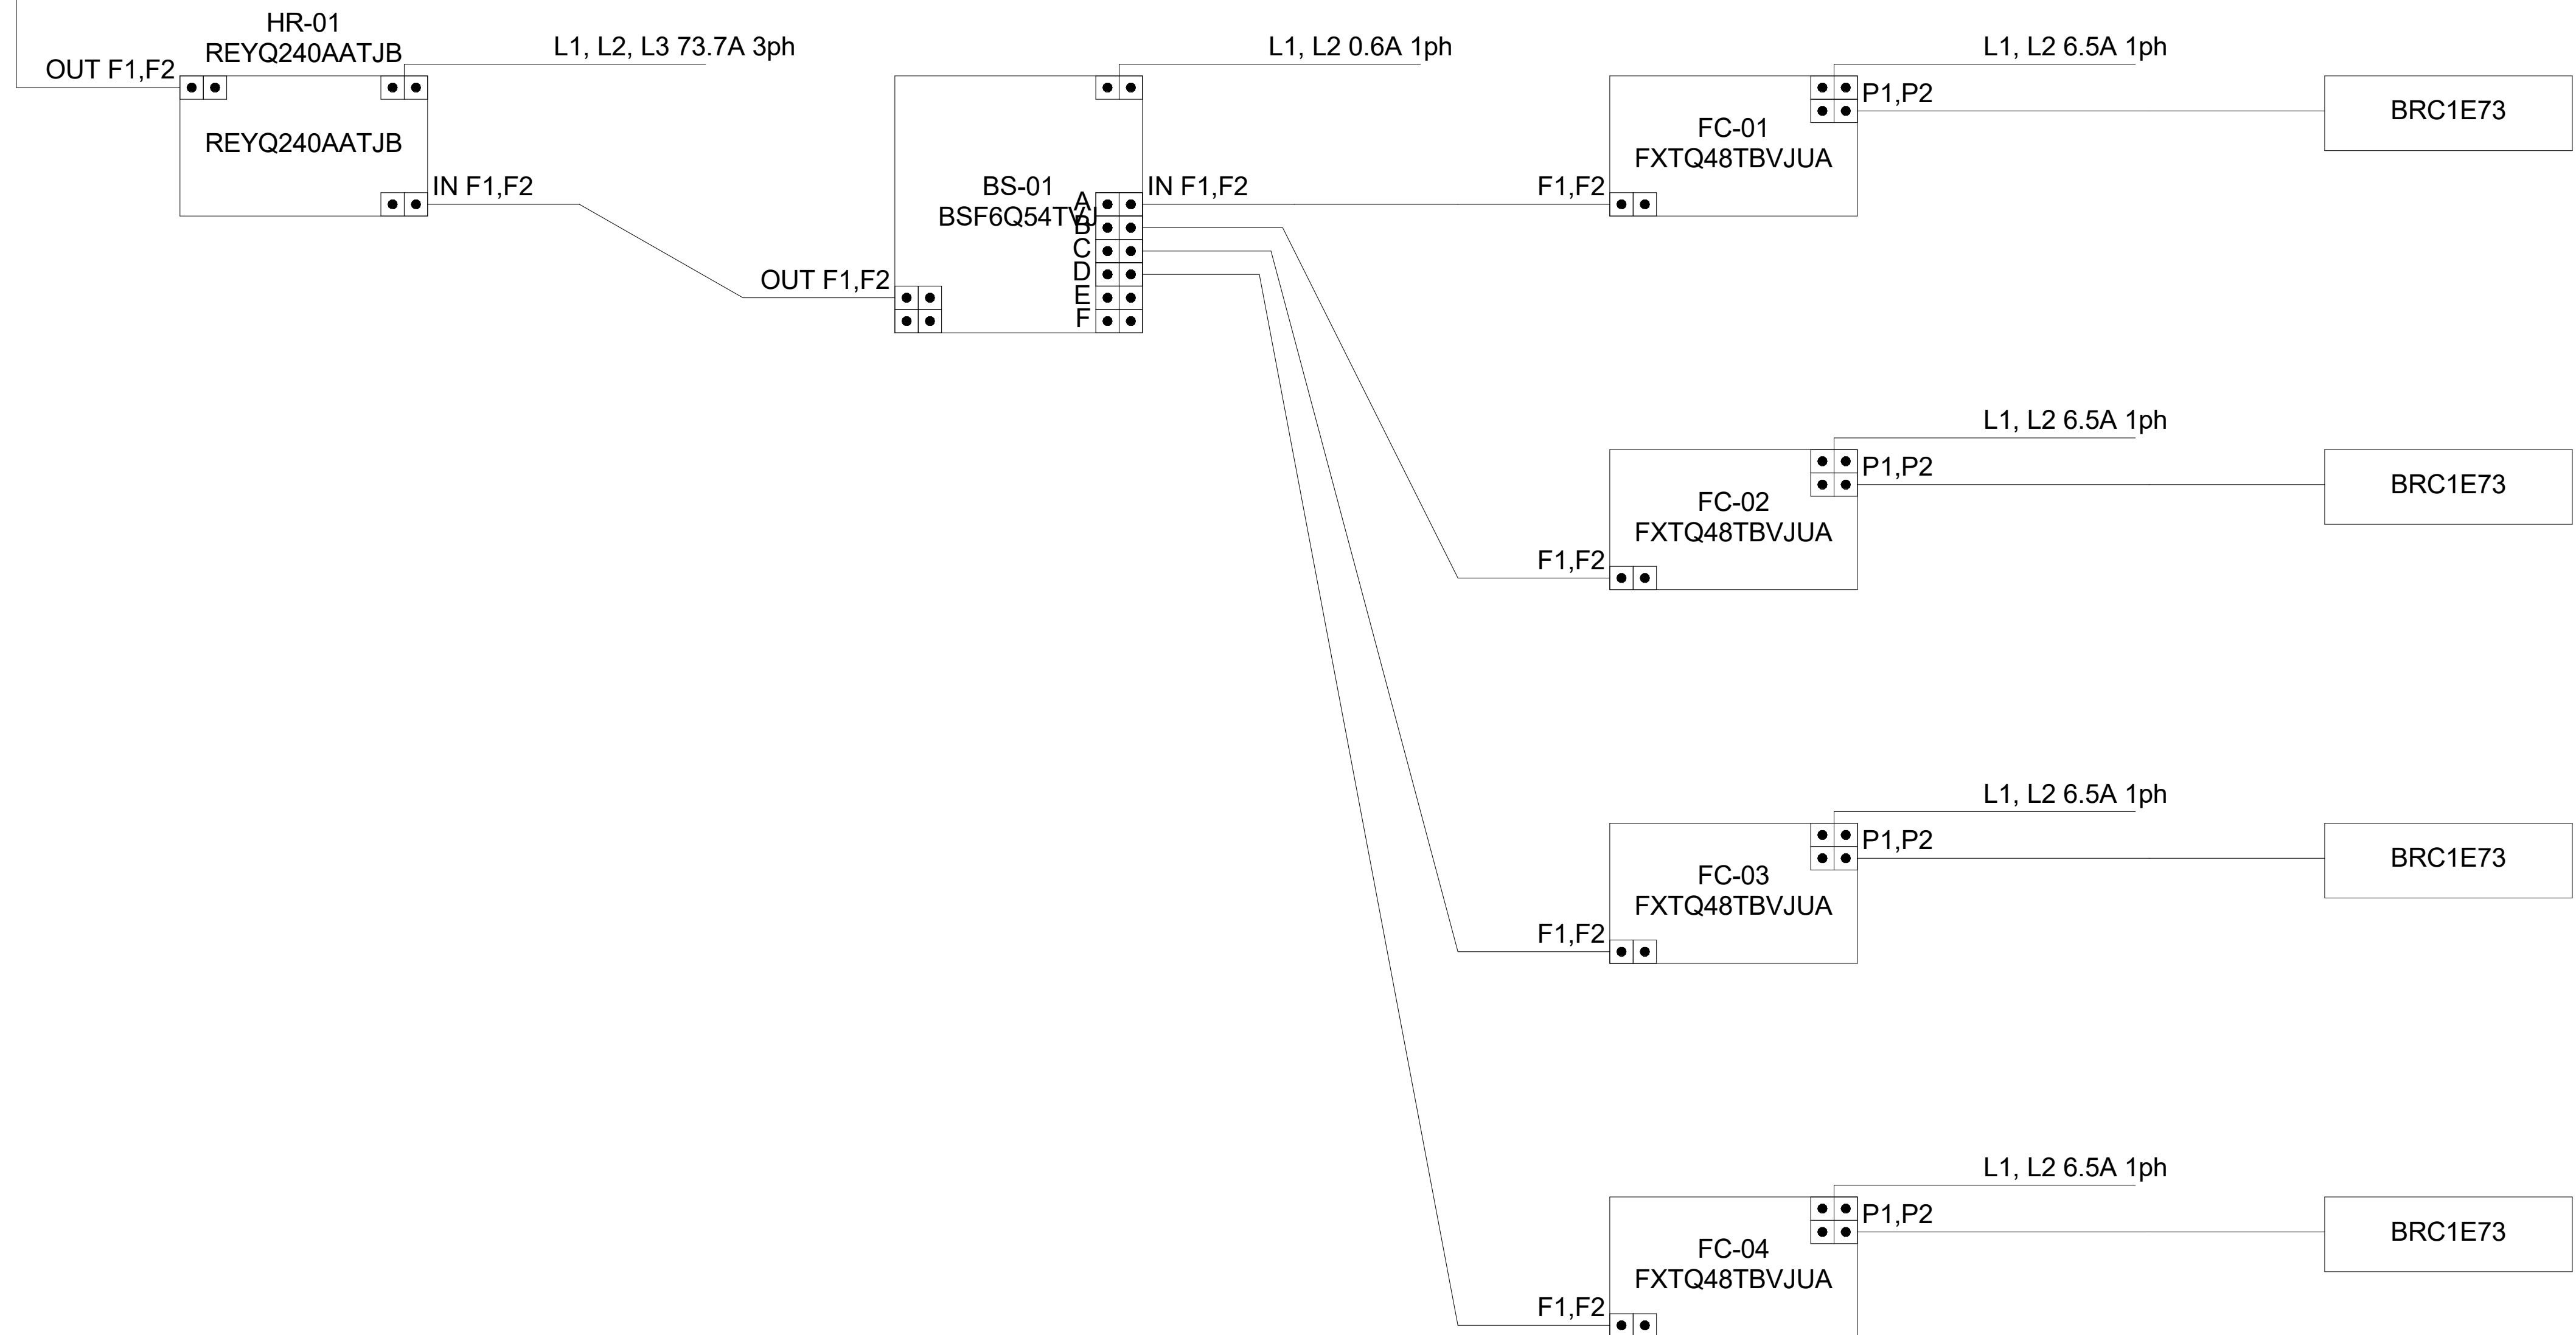 HR-01
REYQ240AATJB
L1, L2, L3 73.7A 3ph
OUT F1,F2
REYQ240AATJB
IN F1,F2
L1, L2 0.6A 1ph
BS-01
BSF6Q54TVJ
A
B
C
D
E
F
IN F1,F2
OUT F1,F2
L1, L2 6.5A 1ph
P1,P2
FC-01
FXTQ48TBVJUA
F1,F2
BRC1E73
L1, L2 6.5A 1ph
P1,P2
FC-02
FXTQ48TBVJUA
F1,F2
BRC1E73
L1, L2 6.5A 1ph
P1,P2
FC-03
FXTQ48TBVJUA
F1,F2
BRC1E73
L1, L2 6.5A 1ph
P1,P2
FC-04
FXTQ48TBVJUA
F1,F2
BRC1E73